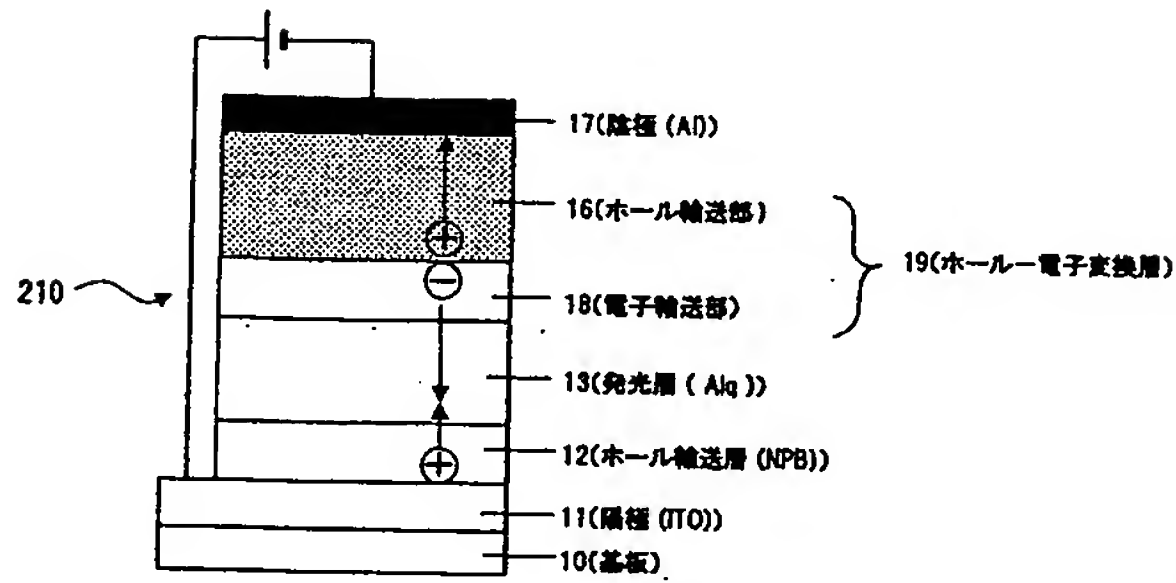 17(陰極(Al))
16(ホール輸送部)
19(ホール－電子変換層)
210
18(電子輸送部)
13(発光層(Alq))
12(ホール輸送層(NPB))
11(陽極(ITO))
10(基板)